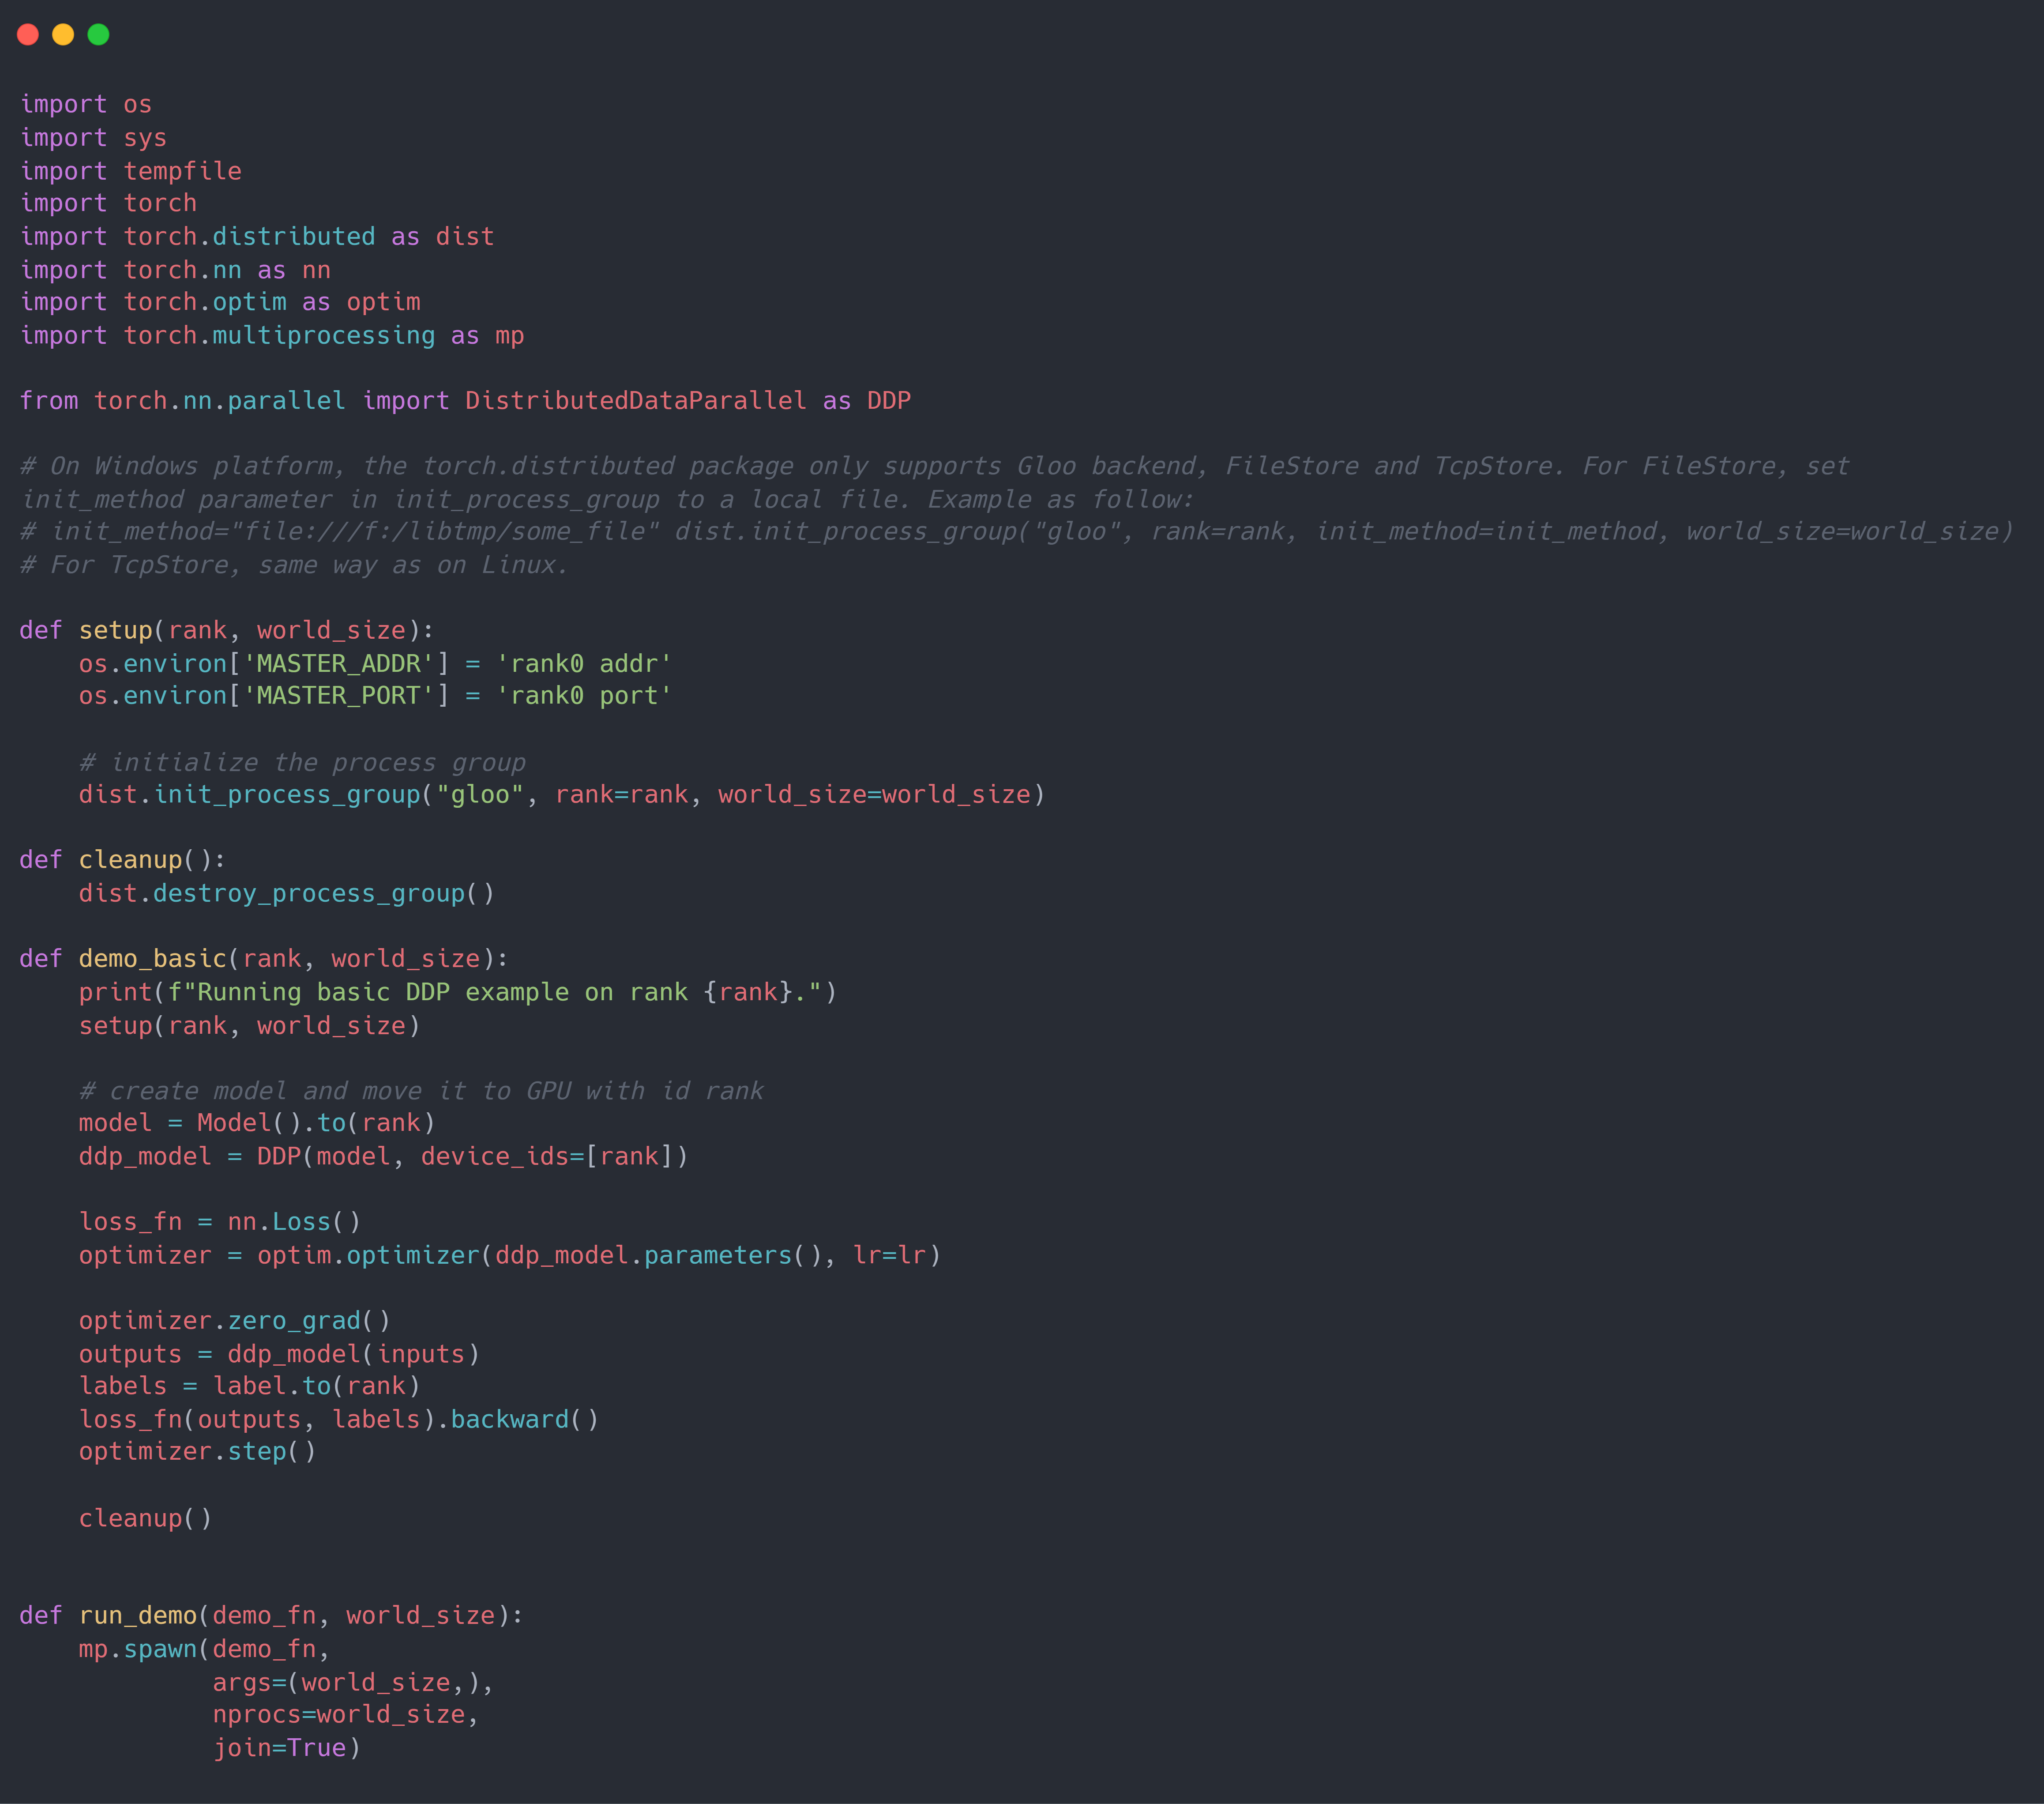 import os
import sys
import tempfile
import torch
import torch.distributed as dist
import torch.nn as nn
import torch.optim as optim
import torch.multiprocessing as mp

from torch.nn.parallel import DistributedDataParallel as DDP

# On Windows platform, the torch.distributed package only supports Gloo backend, FileStore and TcpStore. For FileStore, set
init_method parameter in init_process_group to a local file. Example as follow:
# init_method="file:///f:/libtmp/some_file" dist.init_process_group("gloo", rank=rank, init_method=init_method, world_size=world_size)
# For TcpStore, same way as on Linux.

def setup(rank, world_size):
    os.environ['MASTER_ADDR'] = 'rank0 addr'
    os.environ['MASTER_PORT'] = 'rank0 port'

    # initialize the process group
    dist.init_process_group("gloo", rank=rank, world_size=world_size)

def cleanup():
    dist.destroy_process_group()

def demo_basic(rank, world_size):
    print(f"Running basic DDP example on rank {rank}.")
    setup(rank, world_size)

    # create model and move it to GPU with id rank
    model = Model().to(rank)
    ddp_model = DDP(model, device_ids=[rank])

    loss_fn = nn.Loss()
    optimizer = optim.optimizer(ddp_model.parameters(), lr=lr)

    optimizer.zero_grad()
    outputs = ddp_model(inputs)
    labels = label.to(rank)
    loss_fn(outputs, labels).backward()
    optimizer.step()

    cleanup()


def run_demo(demo_fn, world_size):
    mp.spawn(demo_fn,
             args=(world_size,),
             nprocs=world_size,
             join=True)